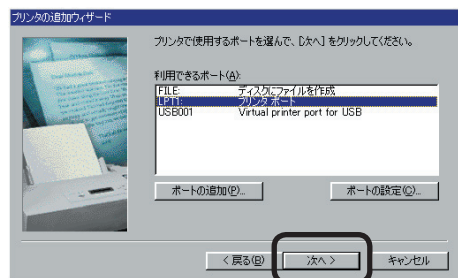 プリンタの追加ウィザード
プリンタで使用するポートを選んで、[次へ] をクリックしてください。
利用できるポート(A):
FILE: ディスクにファイルを作成
LPT1: プリンタ ポート
USB001 Virtual printer port for USB
ポートの追加(P)...
ポートの設定(C)...
< 戻る(B)
次へ >
キャンセル